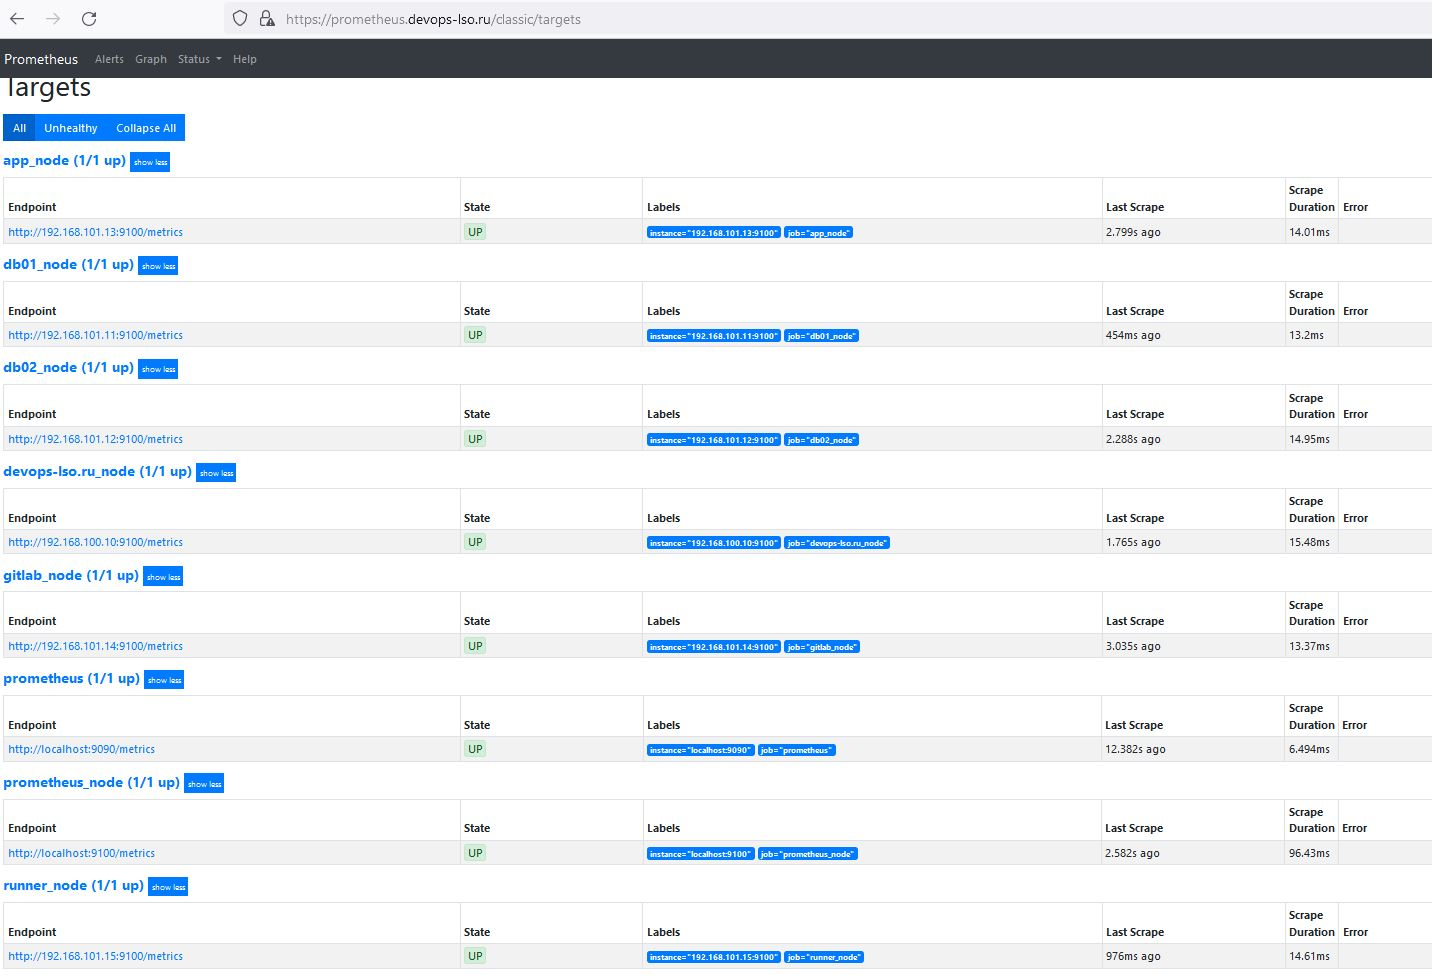 https://prometheus.devops-lso.ru/classic/targets
Prometheus Alerts Graph Status Help
Targets
All Unhealthy Collapse All
app_node (1/1 up) show less
Endpoint State Labels Last Scrape Scrape Duration Error
http://192.168.101.13:9100/metrics UP instance="192.168.101.13:9100" job="app_node" 2.799s ago 14.01ms
db01_node (1/1 up) show less
Endpoint State Labels Last Scrape Scrape Duration Error
http://192.168.101.11:9100/metrics UP instance="192.168.101.11:9100" job="db01_node" 454ms ago 13.2ms
db02_node (1/1 up) show less
Endpoint State Labels Last Scrape Scrape Duration Error
http://192.168.101.12:9100/metrics UP instance="192.168.101.12:9100" job="db02_node" 2.288s ago 14.95ms
devops-lso.ru_node (1/1 up) show less
Endpoint State Labels Last Scrape Scrape Duration Error
http://192.168.100.10:9100/metrics UP instance="192.168.100.10:9100" job="devops-lso.ru_node" 1.765s ago 15.48ms
gitlab_node (1/1 up) show less
Endpoint State Labels Last Scrape Scrape Duration Error
http://192.168.101.14:9100/metrics UP instance="192.168.101.14:9100" job="gitlab_node" 3.035s ago 13.37ms
prometheus (1/1 up) show less
Endpoint State Labels Last Scrape Scrape Duration Error
http://localhost:9090/metrics UP instance="localhost:9090" job="prometheus" 12.382s ago 6.494ms
prometheus_node (1/1 up) show less
Endpoint State Labels Last Scrape Scrape Duration Error
http://localhost:9100/metrics UP instance="localhost:9100" job="prometheus_node" 2.582s ago 96.43ms
runner_node (1/1 up) show less
Endpoint State Labels Last Scrape Scrape Duration Error
http://192.168.101.15:9100/metrics UP instance="192.168.101.15:9100" job="runner_node" 976ms ago 14.61ms